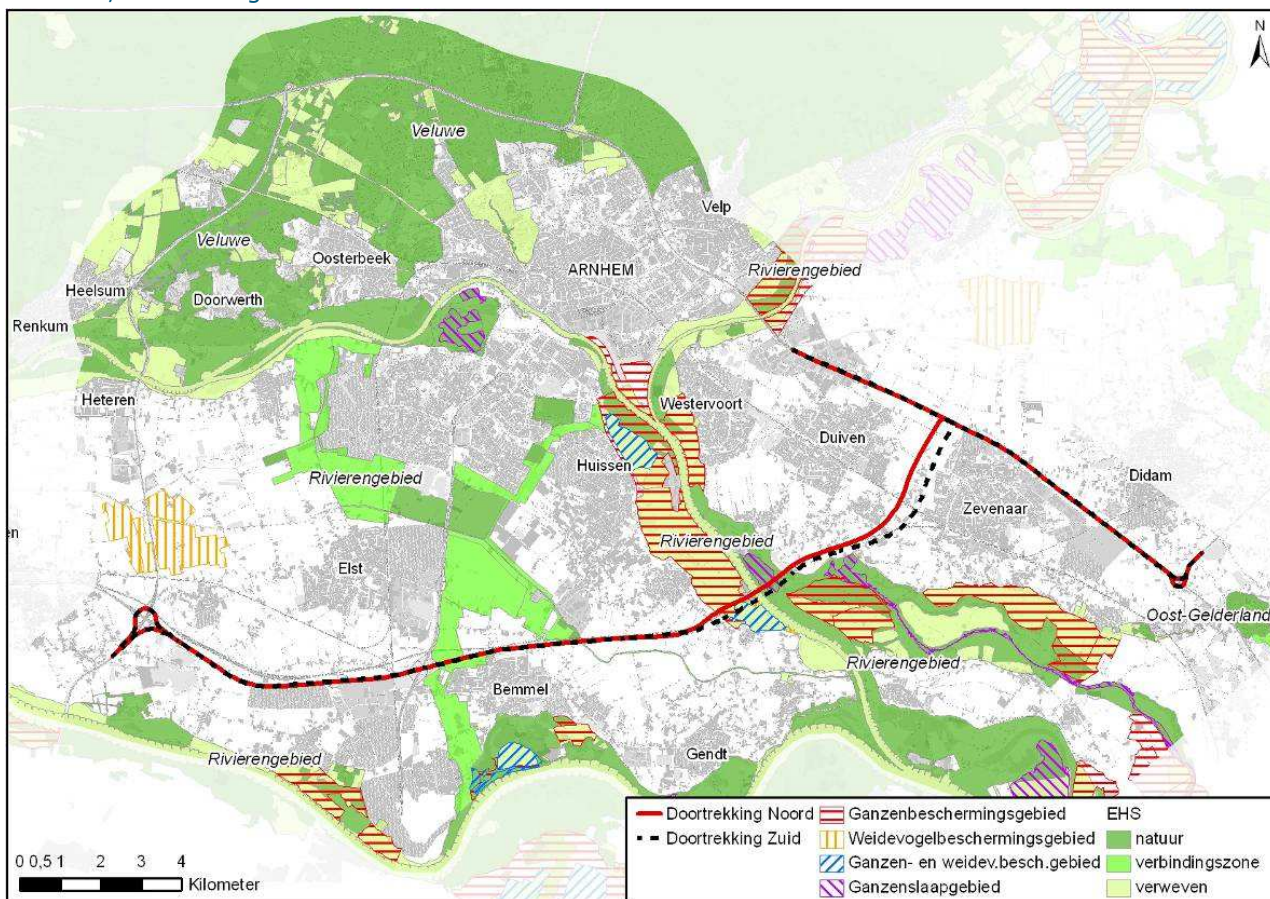 N
Veluwe
Velp
Veluwe
Oosterbeek
ARNHEM
Rivierengebied
Heelsum
Doorwerth
Renkum
Heteren
Westervoort
Duiven
Huissen
Didam
Rivierengebied
Zevenaar
en
Rivierengebied
Elst
Oost-Gelderland
Rivierengebied
Bemmel
Gendt
Rivierengebied
Doortrekking Noord
Doortrekking Zuid
Ganzenbeschermingsgebied
Weidevogelbeschermingsgebied
Ganzen- en weidev.besch.gebied
Ganzenslaapgebied
EHS
natuur
verbindingszone
verweven
0 0,5 1 2 3 4
Kilometer